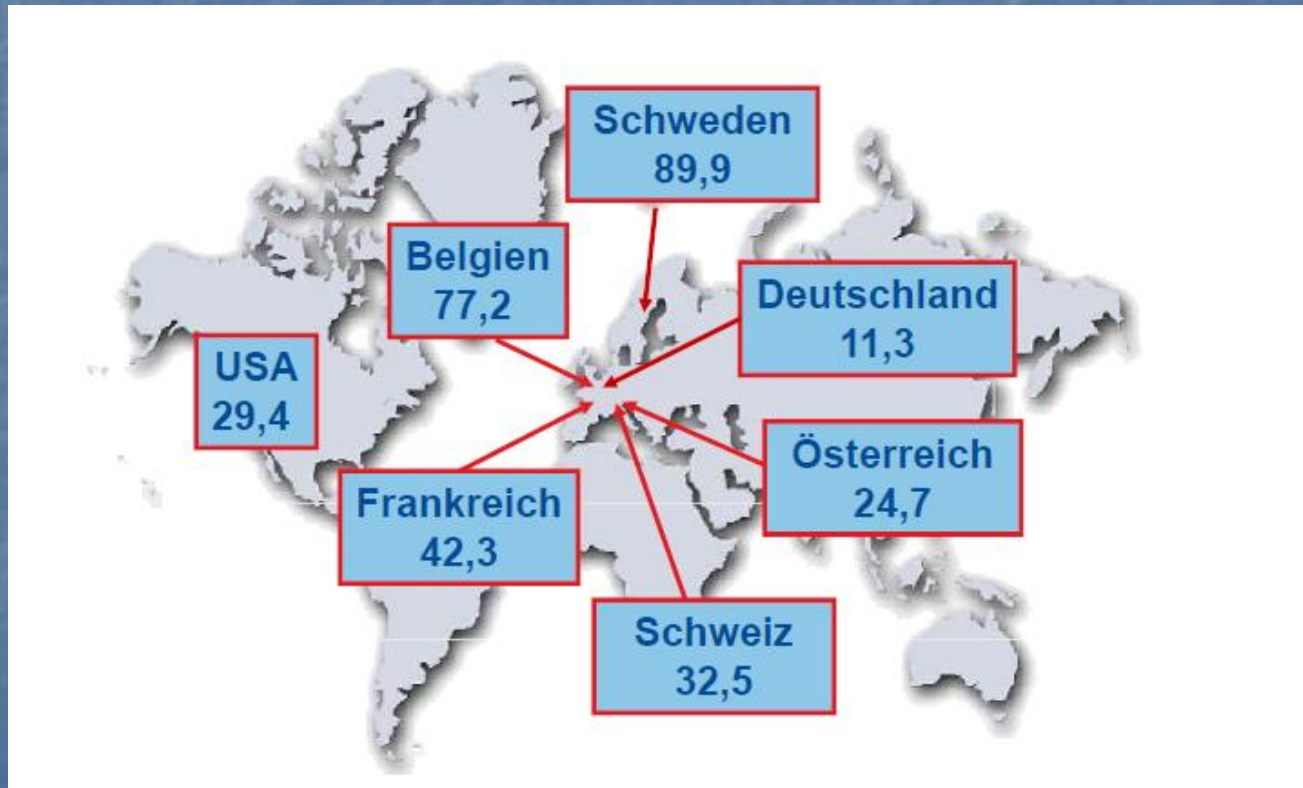 Schweden
89,9
Belgien
77,2
Deutschland
11,3
USA
29,4
Österreich
24,7
Frankreich
42,3
Schweiz
32,5